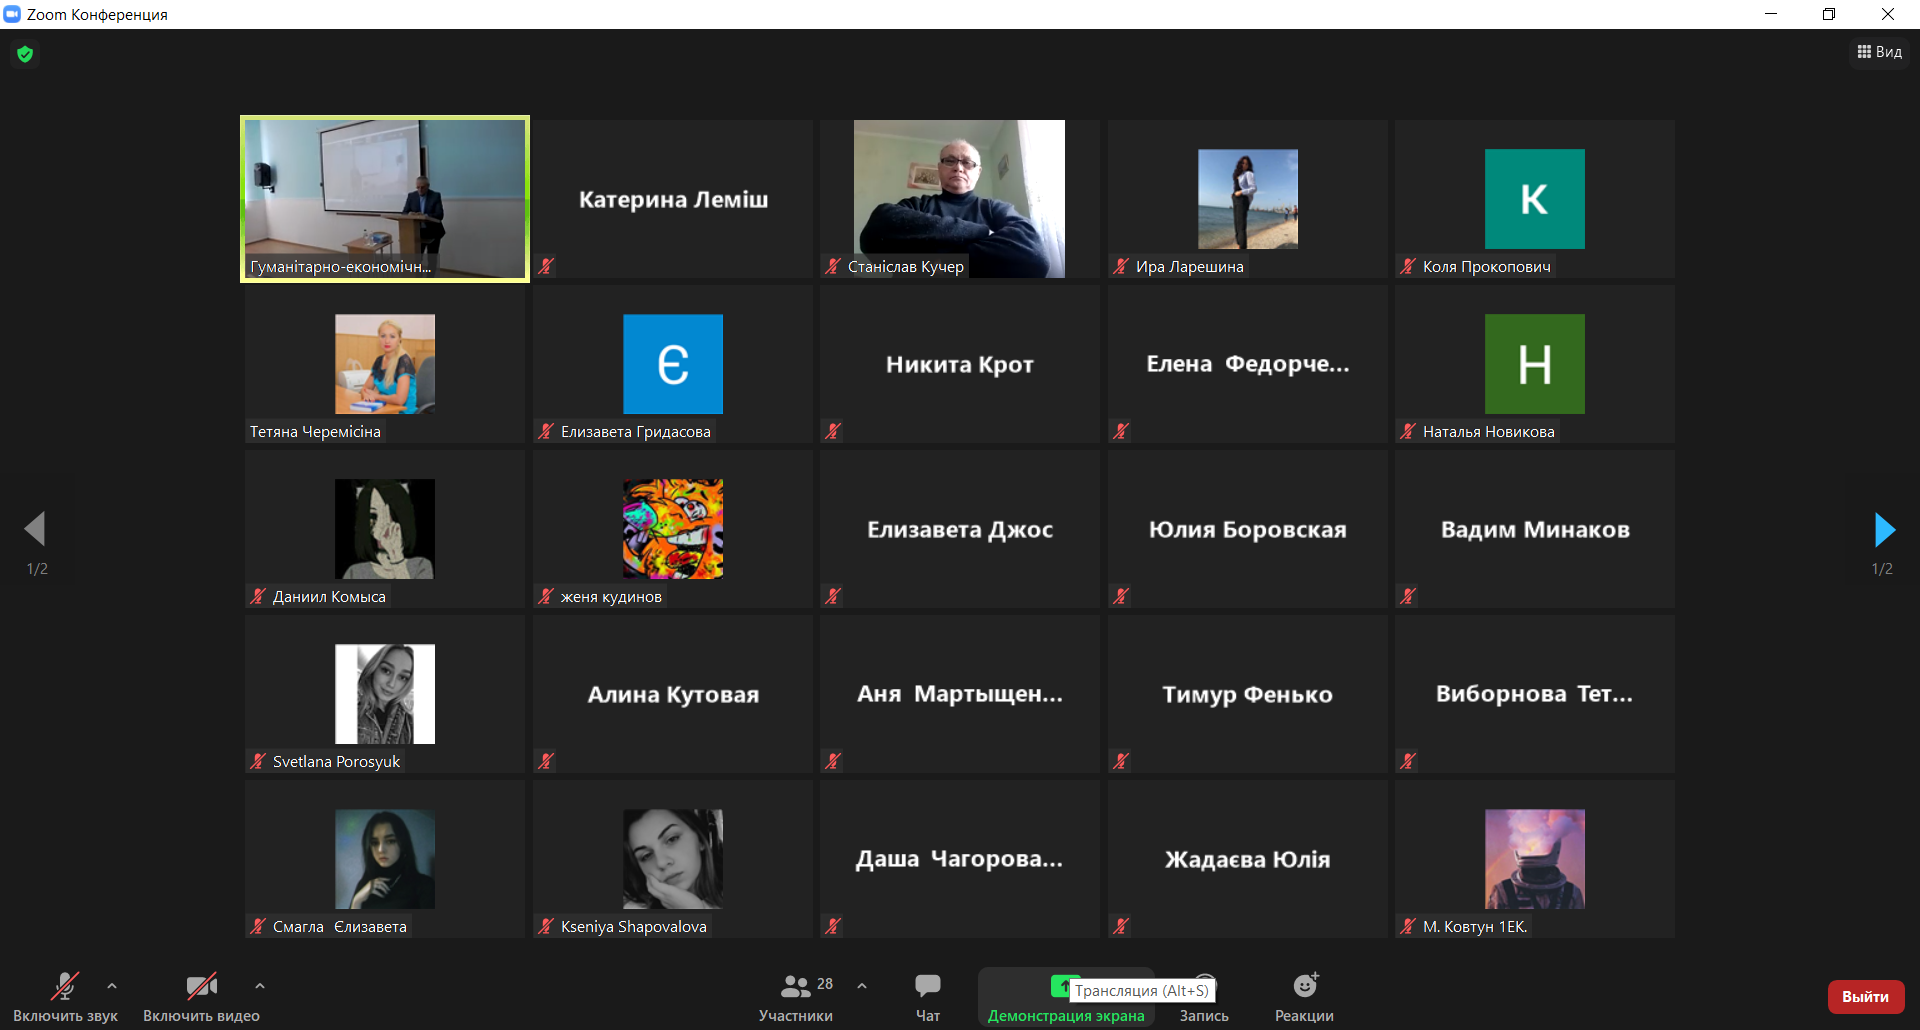 Zoom Конференция
Вид
Гуманітарно-економічн...
Катерина Леміш
Станіслав Кучер
Ира Ларешина
К
Коля Прокопович
Тетяна Черемісіна
Є
Елизавета Гридасова
Никита Крот
Елена Федорче...
Н
Наталья Новикова
Даниил Комыса
женя кудинов
Елизавета Джос
Юлия Боровская
Вадим Минаков
1/2
1/2
Svetlana Porosyuk
Алина Кутовая
Аня Мартыщен...
Тимур Фенько
Виборнова Тет...
Смагла Єлизавета
Kseniya Shapovalova
Даша Чагорова...
Жадаєва Юлія
М. Ковтун 1ЕК.
Включить звук
Включить видео
28
Участники
Чат
Трансляция (Alt+S)
Демонстрация экрана
Запись
Реакции
Выйти